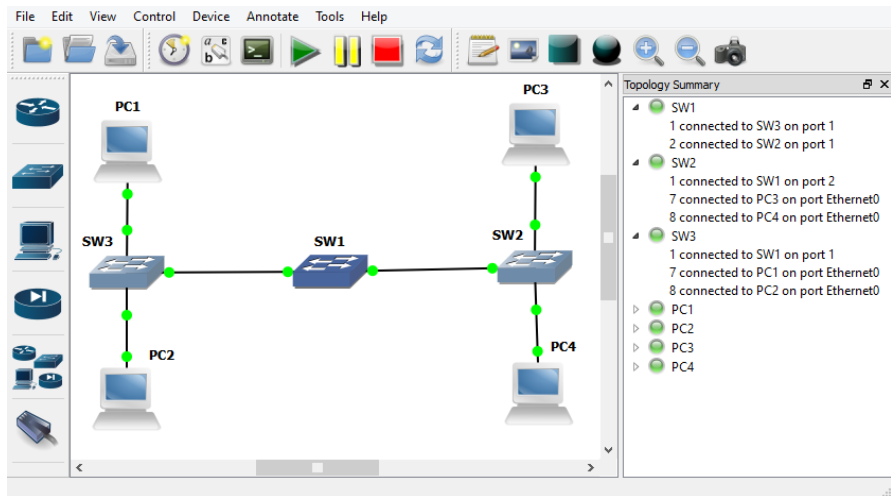 File Edit View Control Device Annotate Tools Help
PC1
PC3
SW3
SW1
SW2
PC2
PC4
Topology Summary
SW1
1 connected to SW3 on port 1
2 connected to SW2 on port 1
SW2
1 connected to SW1 on port 2
7 connected to PC3 on port Ethernet0
8 connected to PC4 on port Ethernet0
SW3
1 connected to SW1 on port 1
7 connected to PC1 on port Ethernet0
8 connected to PC2 on port Ethernet0
PC1
PC2
PC3
PC4